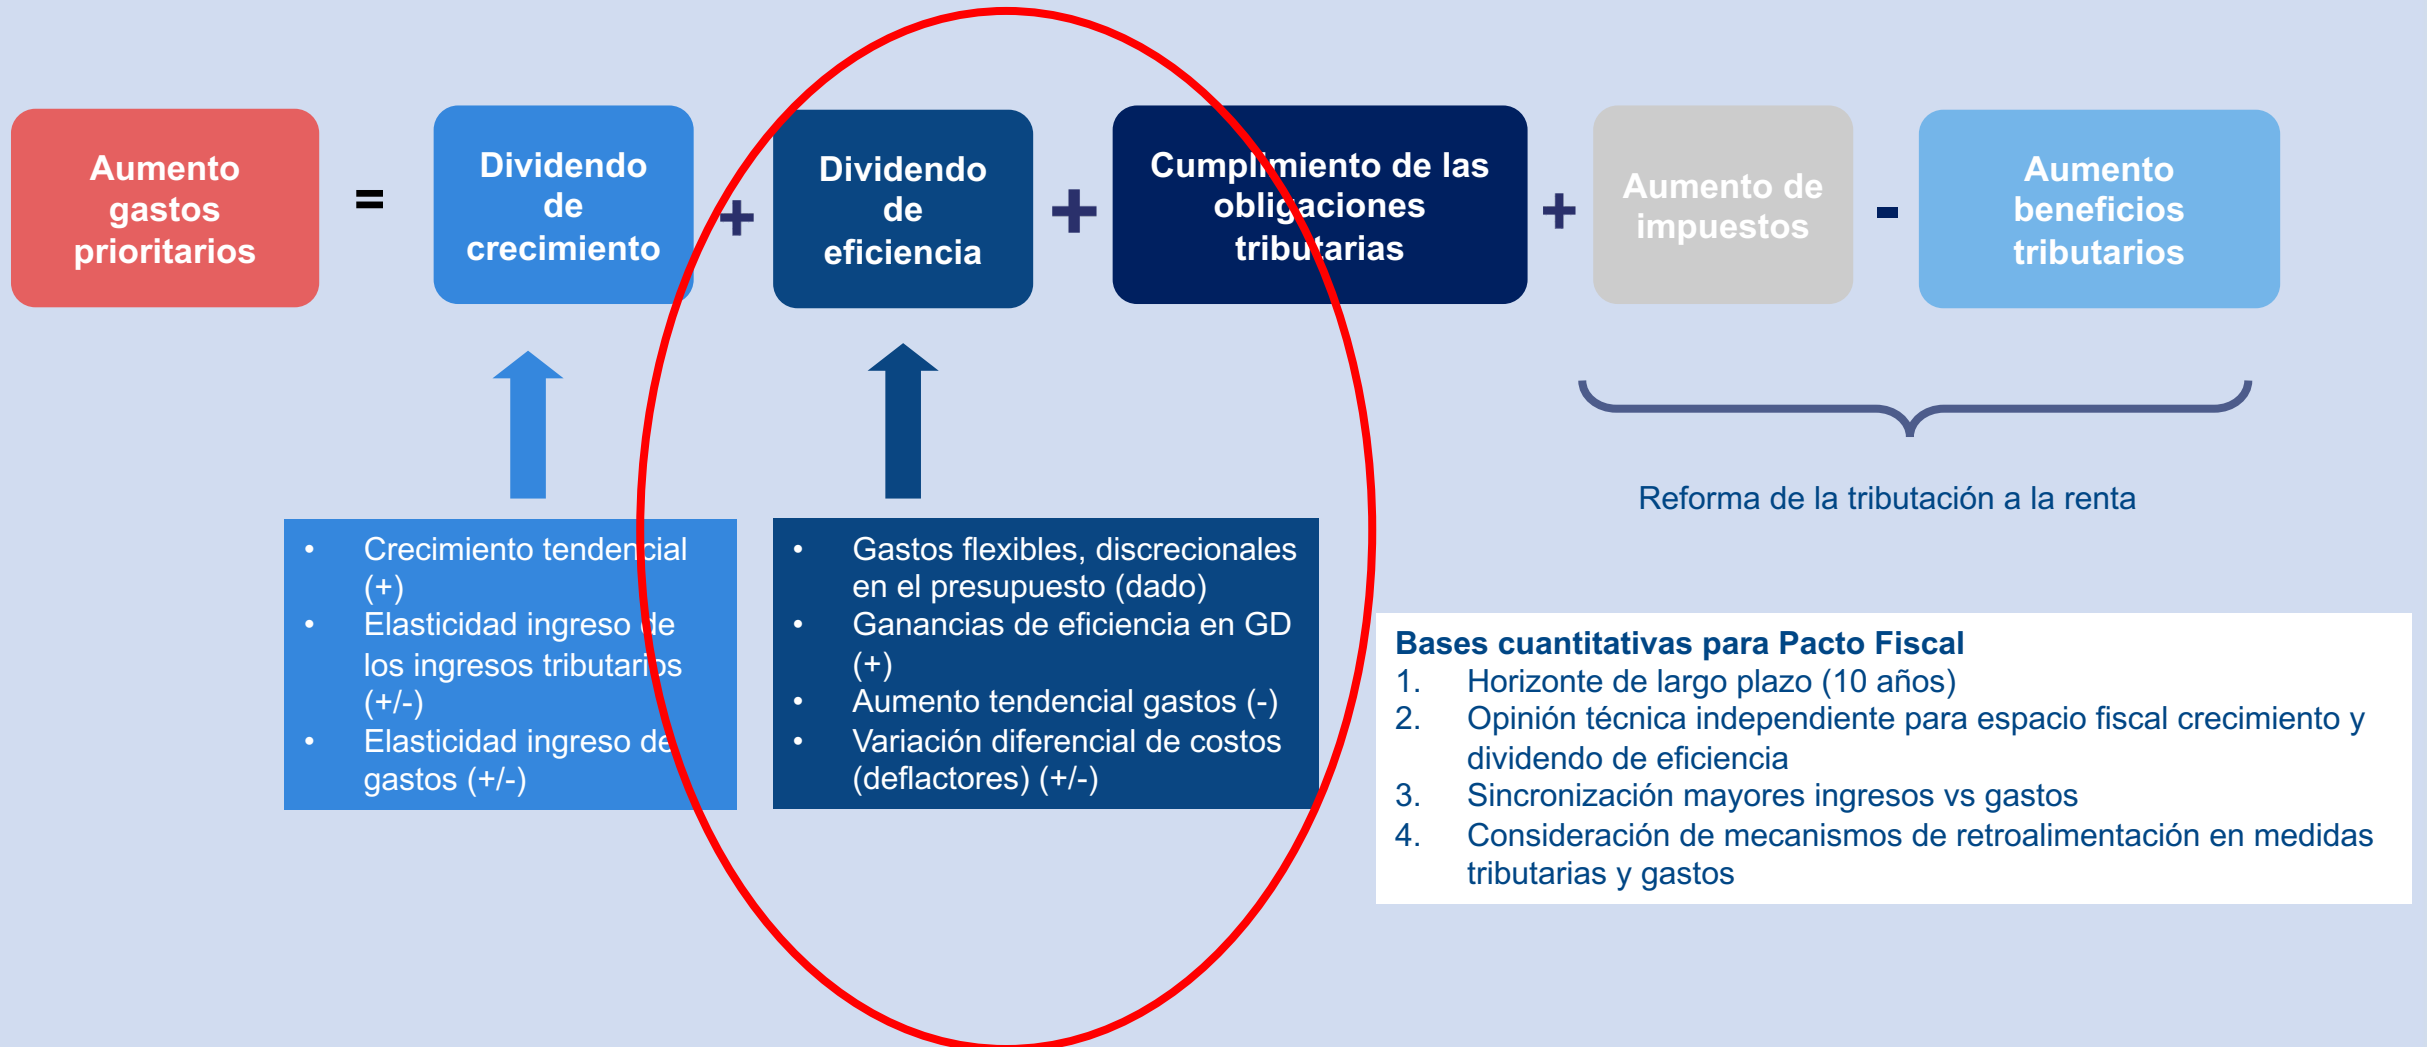 Aumento
gastos
prioritarios
=
Dividendo
de
crecimiento
+
Dividendo
de
eficiencia
+
Cumplimiento de las
obligaciones
tributarias
+
Aumento de
impuestos
-
Aumento
beneficios
tributarios
Reforma de la tributación a la renta
• Crecimiento tendencial
(+)
• Elasticidad ingreso de
los ingresos tributarios
(+/-)
• Elasticidad ingreso de
gastos (+/-)
• Gastos flexibles, discrecionales
en el presupuesto (dado)
• Ganancias de eficiencia en GD
(+)
• Aumento tendencial gastos (-)
• Variación diferencial de costos
(deflactores) (+/-)
Bases cuantitativas para Pacto Fiscal
1. Horizonte de largo plazo (10 años)
2. Opinión técnica independiente para espacio fiscal crecimiento y
dividendo de eficiencia
3. Sincronización mayores ingresos vs gastos
4. Consideración de mecanismos de retroalimentación en medidas
tributarias y gastos